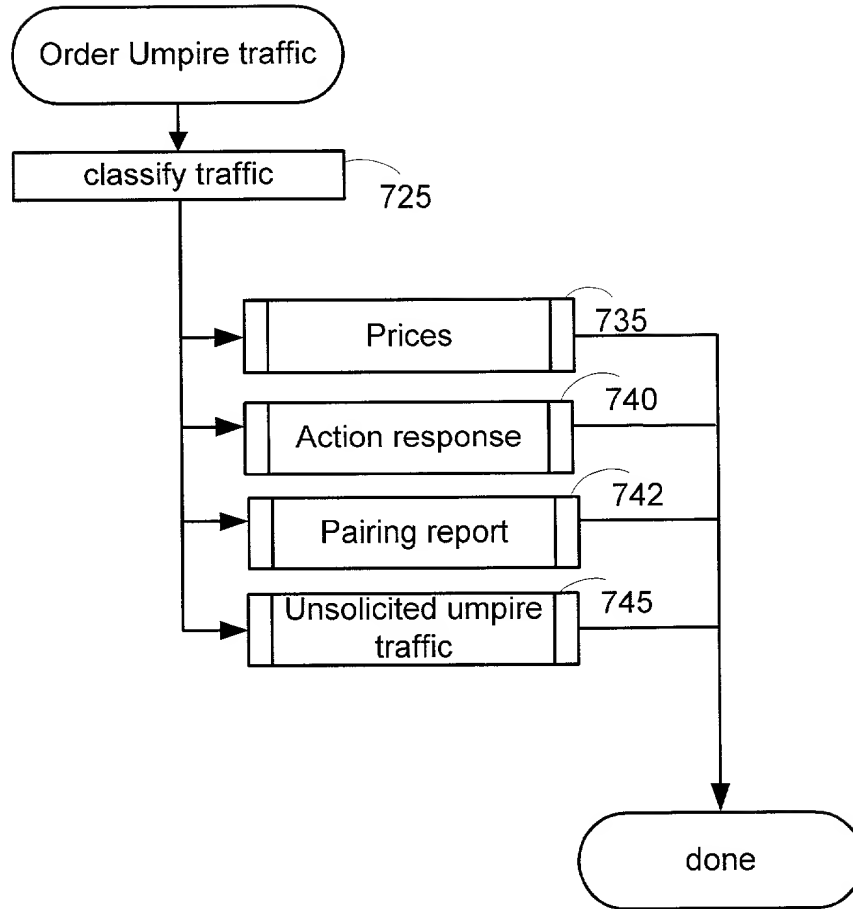 Order Umpire traffic
classify traffic
725
Prices
735
Action response
740
Pairing report
742
Unsolicited umpire
traffic
745
done